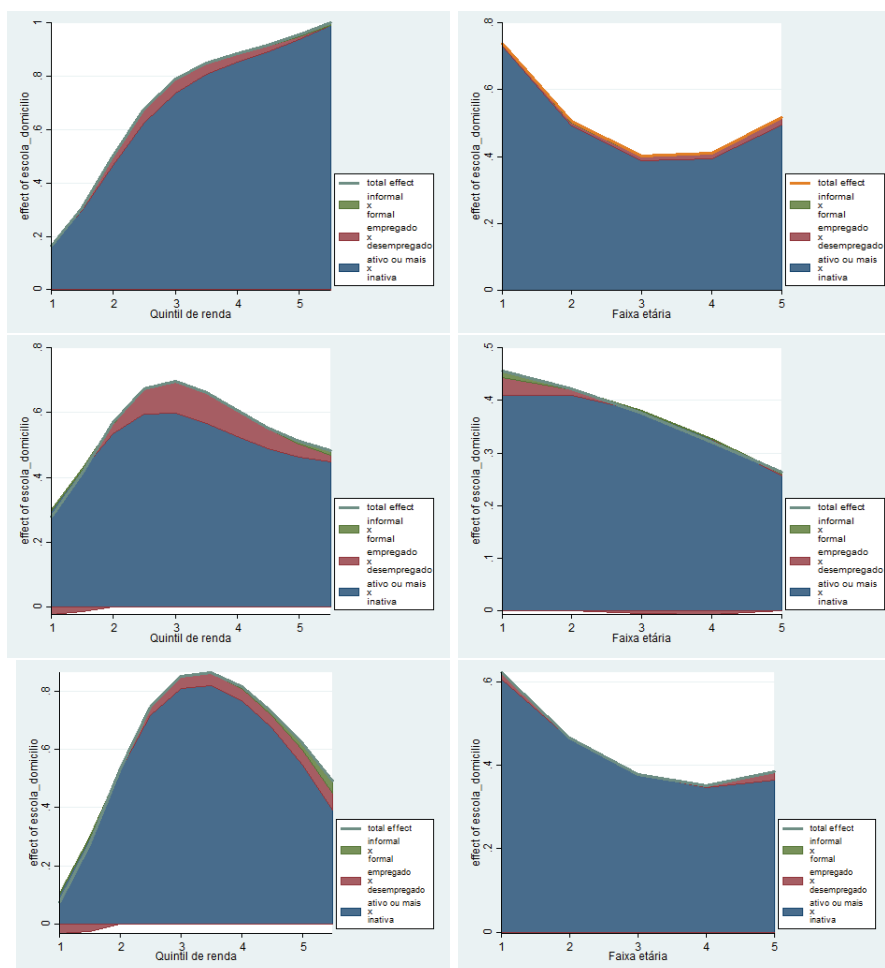 effect of escola_domicilio
1
.8
.6
.4
.2
0
1 2 3 4 5
Quintil de renda
total effect
informal
x
formal
empregado
x
desempregado
ativo ou mais
x
inativa
effect of escola_domicilio
.8
.6
.4
.2
0
1 2 3 4 5
Faixa etária
total effect
informal
x
formal
empregado
x
desempregado
ativo ou mais
x
inativa
effect of escola_domicilio
.8
.6
.4
.2
0
1 2 3 4 5
Quintil de renda
total effect
informal
x
formal
empregado
x
desempregado
ativo ou mais
x
inativa
effect of escola_domicilio
.5
.4
.3
.2
.1
0
1 2 3 4 5
Faixa etária
total effect
informal
x
formal
empregado
x
desempregado
ativo ou mais
x
inativa
effect of escola_domicilio
.8
.6
.4
.2
0
1 2 3 4 5
Quintil de renda
total effect
informal
x
formal
empregado
x
desempregado
ativo ou mais
x
inativa
effect of escola_domicilio
.6
.4
.2
0
1 2 3 4 5
Faixa etária
total effect
informal
x
formal
empregado
x
desempregado
ativo ou mais
x
inativa